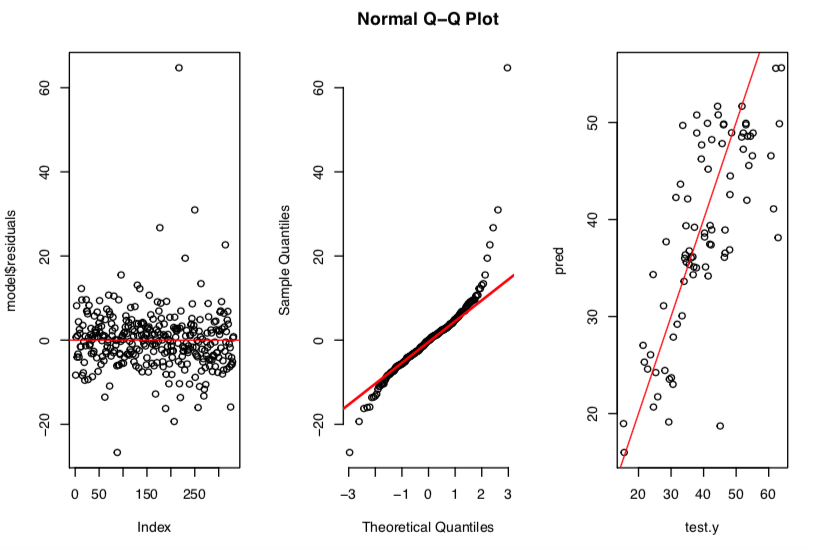 Normal Q−Q Plot
model$residuals
60
40
20
0
−20
0 50 150 250
Index
Sample Quantiles
60
40
20
0
−20
−3 −1 0 1 2 3
Theoretical Quantiles
pred
50
40
30
20
20 30 40 50 60
test.y